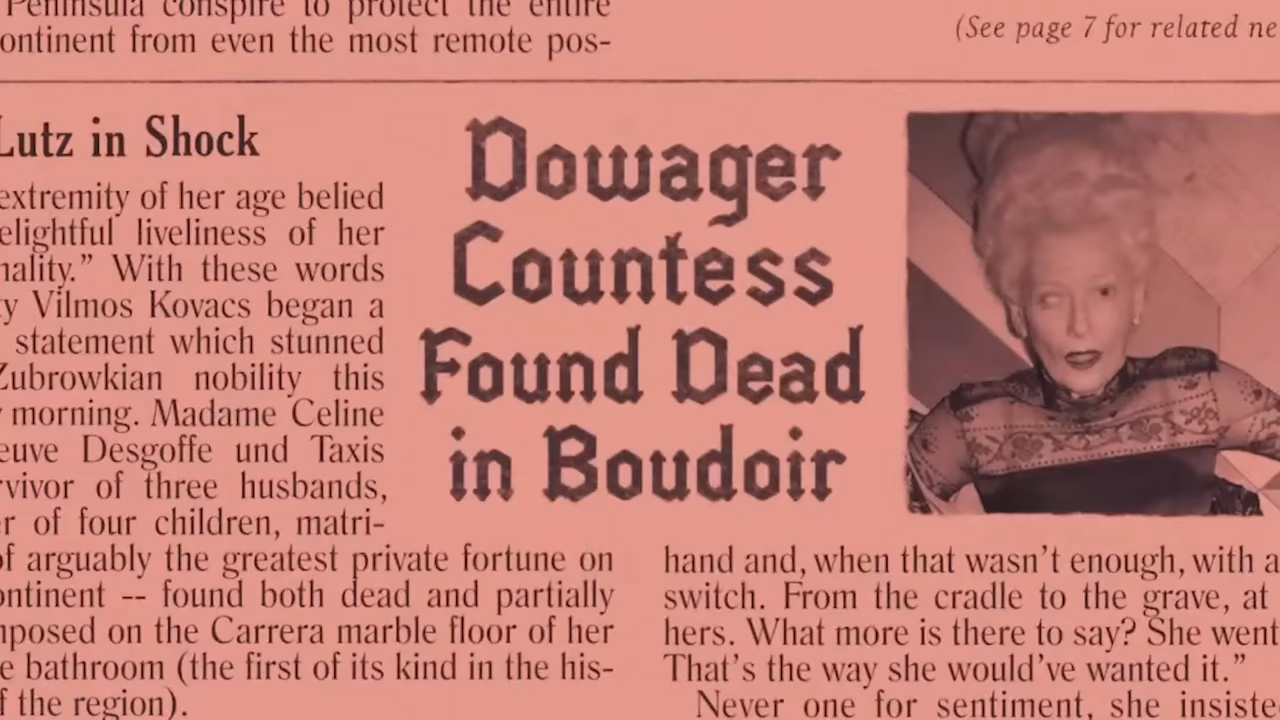 Peninsula conspire to protect the entire
ontinent from even the most remote pos-
(See page 7 for related ne
Lutz in Shock
extremity of her age belied
elightful liveliness of her
nality.” With these words
ty Vilmos Kovacs began a
statement which stunned
Zubrowkian nobility this
y morning. Madame Celine
euve Desgoffe und Taxis
rvivor of three husbands,
er of four children, matri-
of arguably the greatest private fortune on
ontinent -- found both dead and partially
mposed on the Carrera marble floor of her
e bathroom (the first of its kind in the his-
f the region).
Dowager
Countess
Found Dead
in Boudoir
hand and, when that wasn’t enough, with a
switch. From the cradle to the grave, at
hers. What more is there to say? She went
That’s the way she would’ve wanted it.”
Never one for sentiment, she insiste